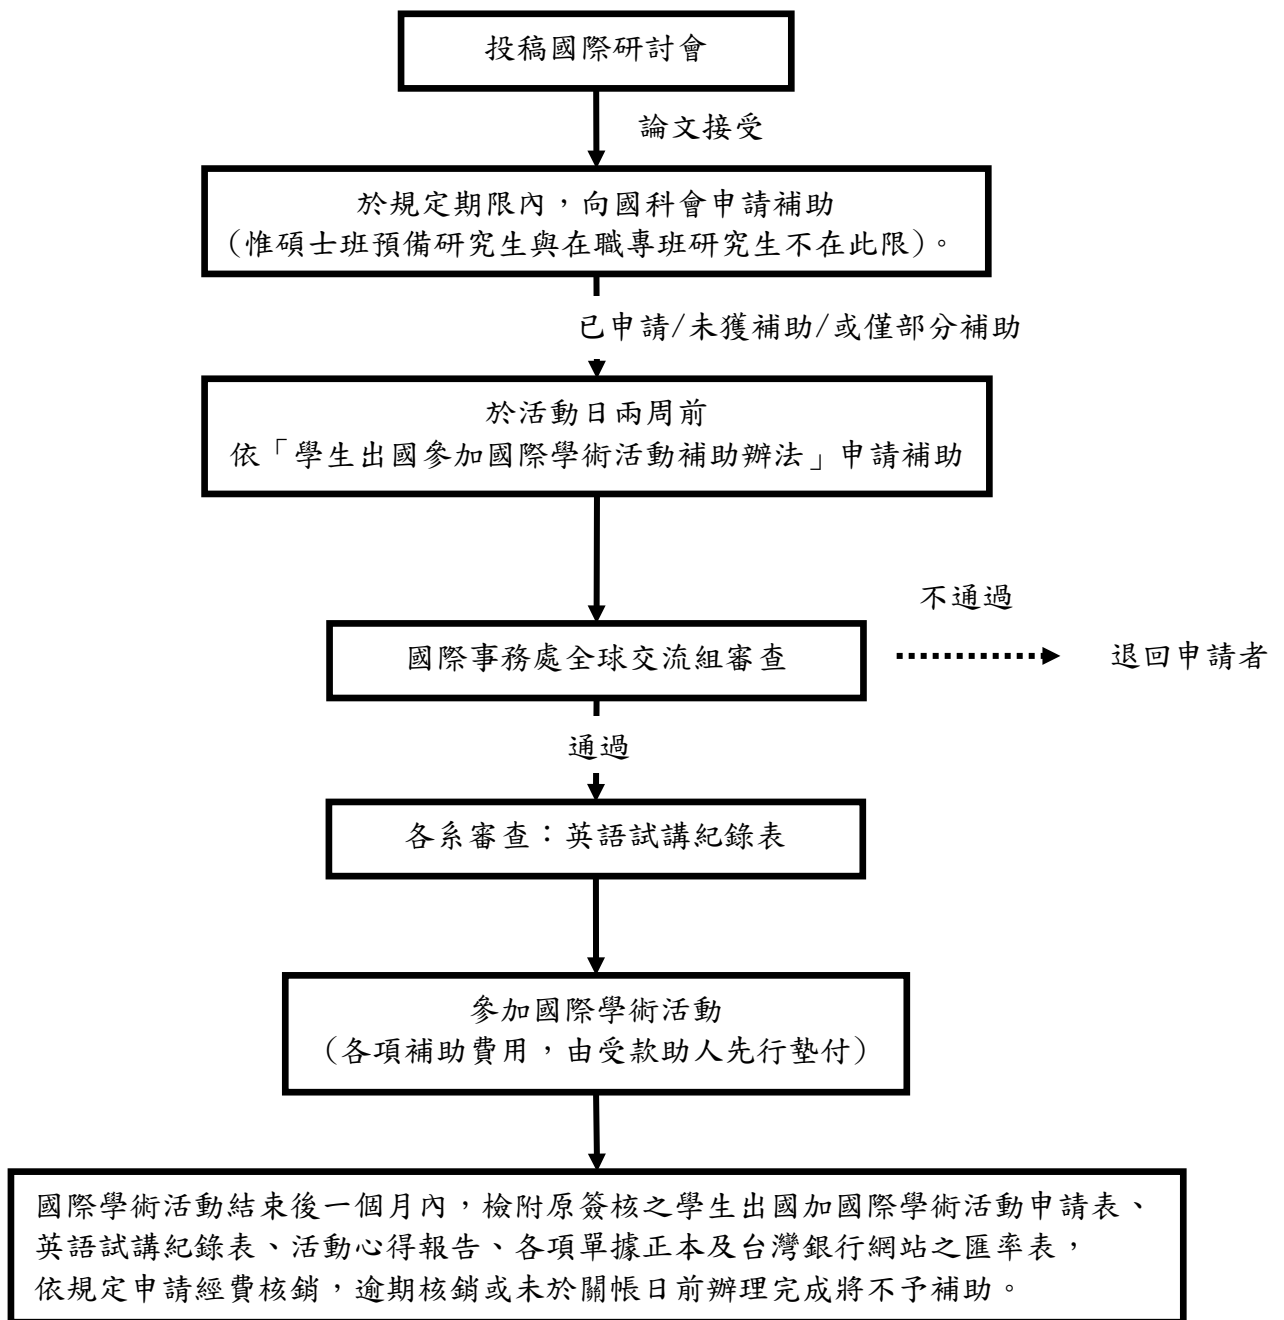 投稿國際研討會
論文接受
於規定期限內，向國科會申請補助
(惟碩士班預備研究生與在職專班研究生不在此限)。
已申請/未獲補助/或僅部分補助
於活動日兩周前
依「學生出國參加國際學術活動補助辦法」申請補助
不通過
國際事務處全球交流組審查
退回申請者
通過
各系審查：英語試講紀錄表
參加國際學術活動
(各項補助費用，由受款助人先行墊付)
國際學術活動結束後一個月內，檢附原簽核之學生出國加國際學術活動申請表、
英語試講紀錄表、活動心得報告、各項單據正本及台灣銀行網站之匯率表，
依規定申請經費核銷，逾期核銷或未於關帳日前辦理完成將不予補助。